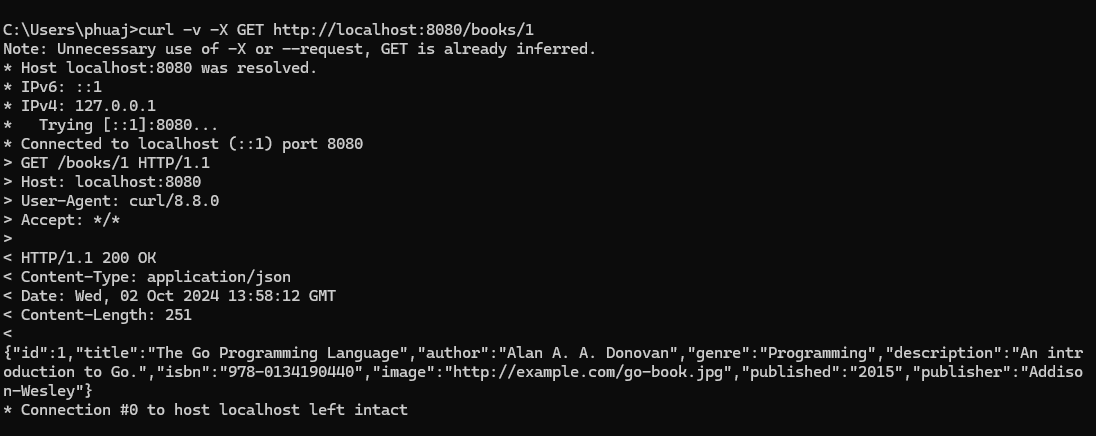 C:\Users\phuaj>curl -v -X GET http://localhost:8080/books/1
Note: Unnecessary use of -X or --request, GET is already inferred.
* Host localhost:8080 was resolved.
* IPv6: ::1
* IPv4: 127.0.0.1
*   Trying [::1]:8080...
* Connected to localhost (::1) port 8080
> GET /books/1 HTTP/1.1
> Host: localhost:8080
> User-Agent: curl/8.8.0
> Accept: */*
>
< HTTP/1.1 200 OK
< Content-Type: application/json
< Date: Wed, 02 Oct 2024 13:58:12 GMT
< Content-Length: 251
<
{"id":1,"title":"The Go Programming Language","author":"Alan A. A. Donovan","genre":"Programming","description":"An intr
oduction to Go.","isbn":"978-0134190440","image":"http://example.com/go-book.jpg","published":"2015","publisher":"Addiso
n-Wesley"}
* Connection #0 to host localhost left intact